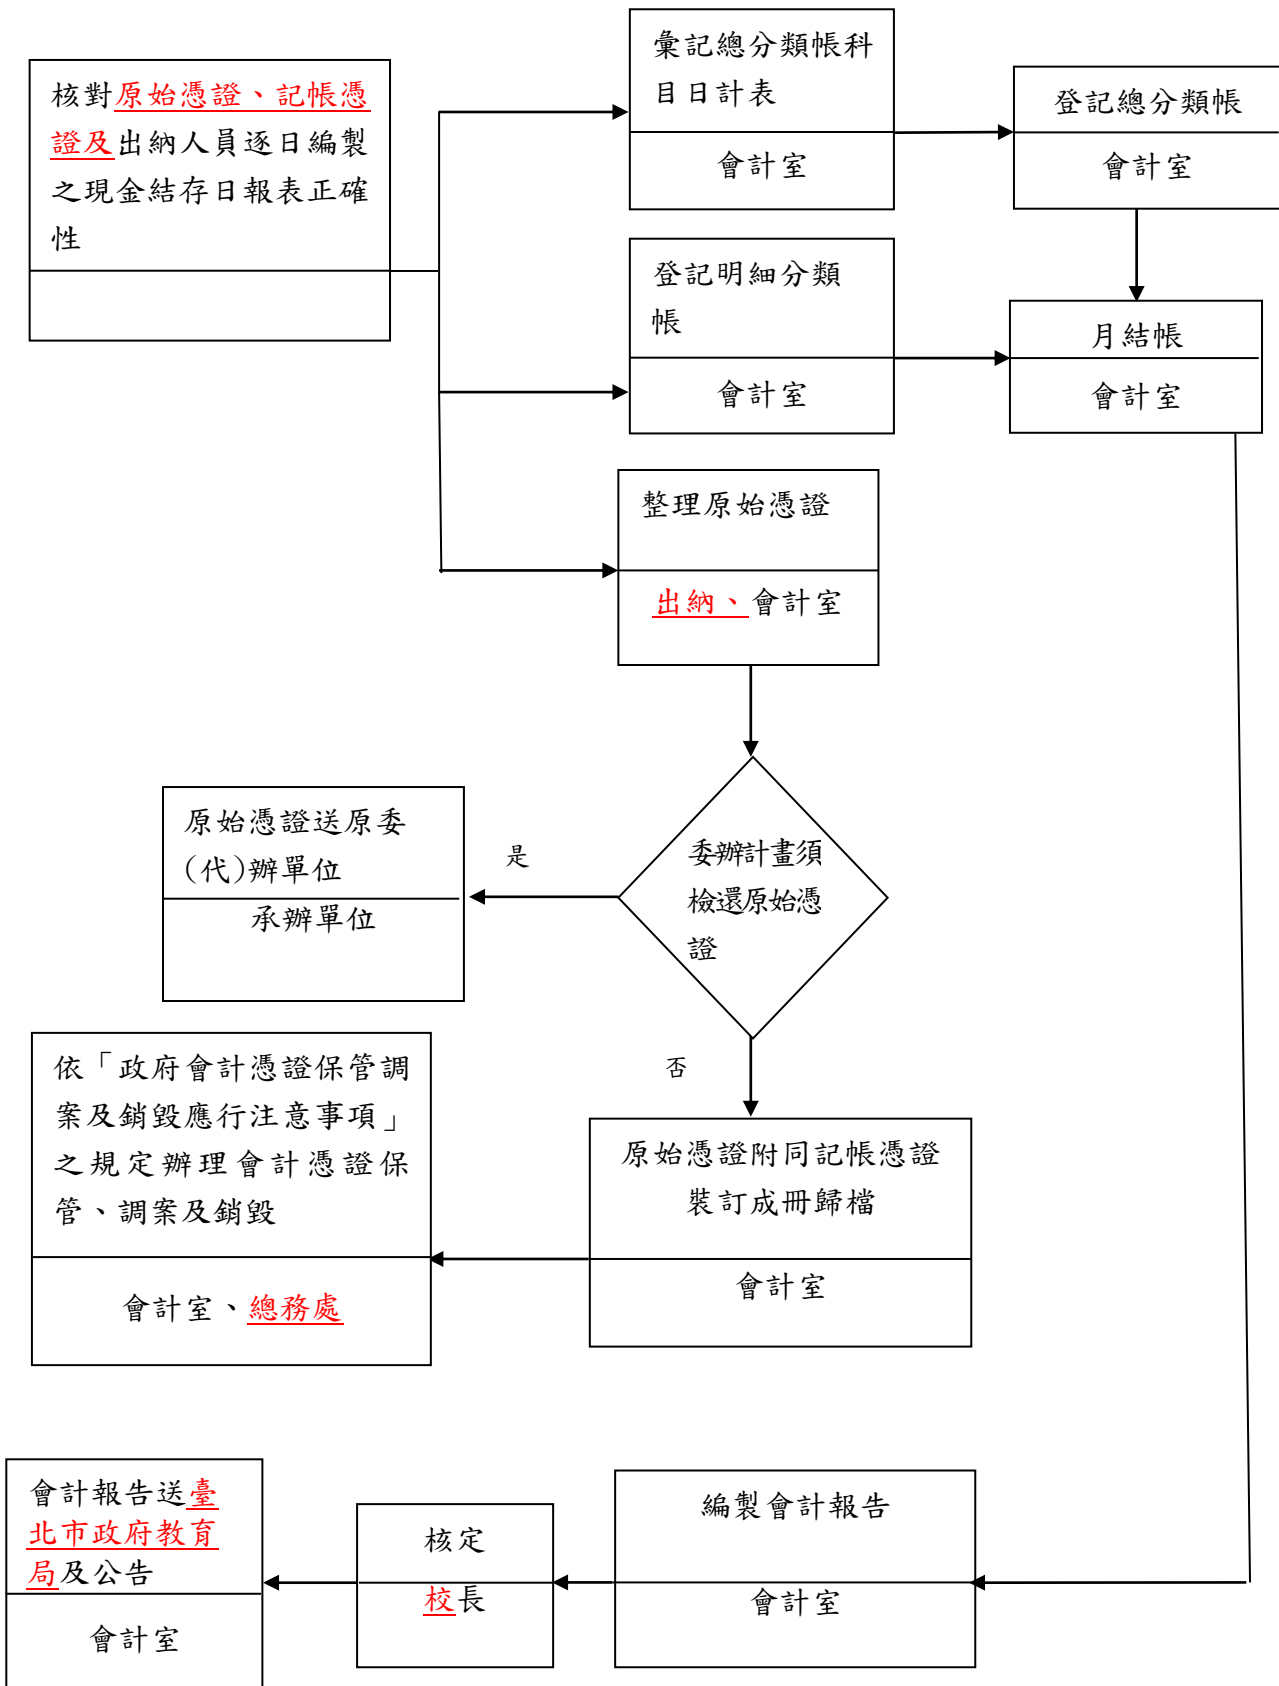 核對原始憑證、記帳憑
證及出納人員逐日編製
之現金結存日報表正確
性
彙記總分類帳科
目日計表
會計室
登記總分類帳
會計室
登記明細分類
帳
會計室
月結帳
會計室
整理原始憑證
出納、會計室
委辦計畫須
檢還原始憑
證
是
原始憑證送原委
(代)辦單位
承辦單位
否
原始憑證附同記帳憑證
裝訂成冊歸檔
會計室
依「政府會計憑證保管調
案及銷毀應行注意事項」
之規定辦理會計憑證保
管、調案及銷毀
會計室、總務處
編製會計報告
會計室
核定
校長
會計報告送臺
北市政府教育
局及公告
會計室